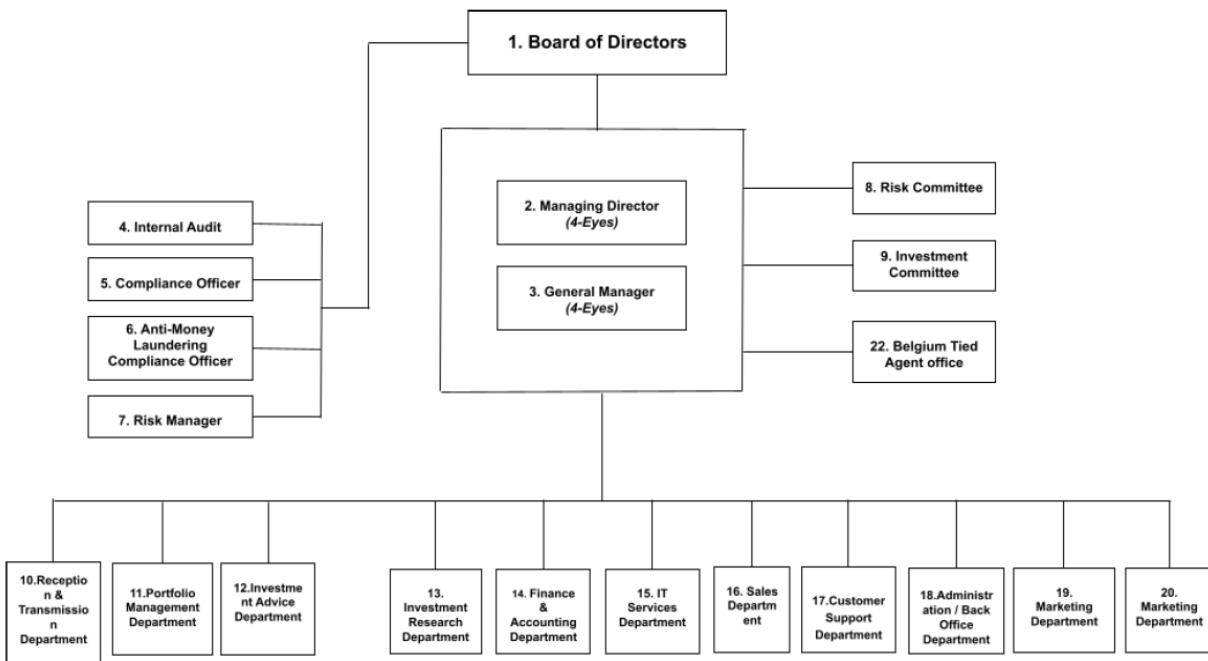 1. Board of Directors
2. Managing Director
(4-Eyes)
3. General Manager
(4-Eyes)
4. Internal Audit
5. Compliance Officer
6. Anti-Money
Laundering
Compliance Officer
7. Risk Manager
8. Risk Committee
9. Investment
Committee
22. Belgium Tied
Agent office
10.Receptio
n &
Transmissio
n
Department
11.Portfolio
Management
Department
12.Investme
nt Advice
Department
13.
Investment
Research
Department
14. Finance
&
Accounting
Department
15. IT
Services
Department
16. Sales
Departm
ent
17.Customer
Support
Department
18.Administr
ation / Back
Office
Department
19.
Marketing
Department
20.
Marketing
Department